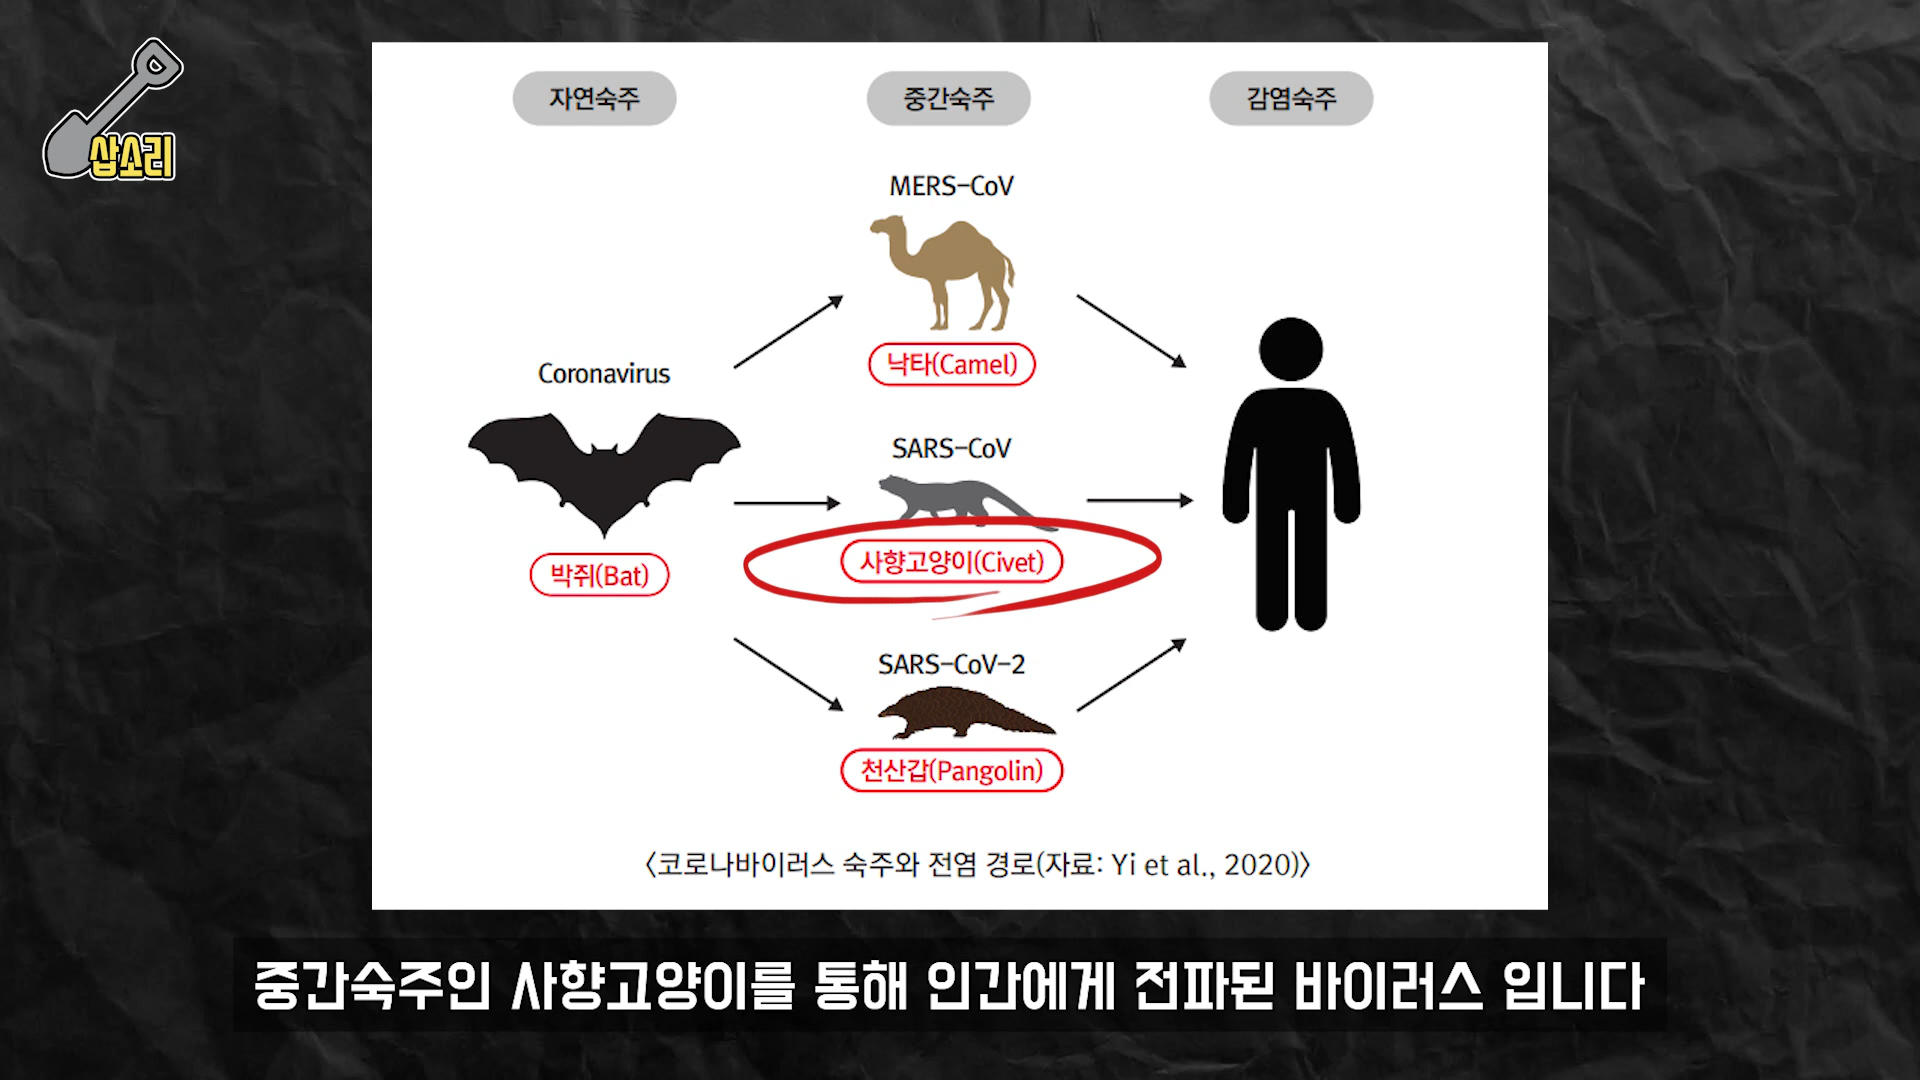 삽소리
자연숙주
중간숙주
감염숙주
MERS-CoV
낙타(Camel)
Coronavirus
박쥐(Bat)
SARS-CoV
사향고양이(Civet)
SARS-CoV-2
천산갑(Pangolin)
〈코로나바이러스 숙주와 전염 경로(자료: Yi et al., 2020)〉
중간숙주인 사향고양이를 통해 인간에게 전파된 바이러스 입니다